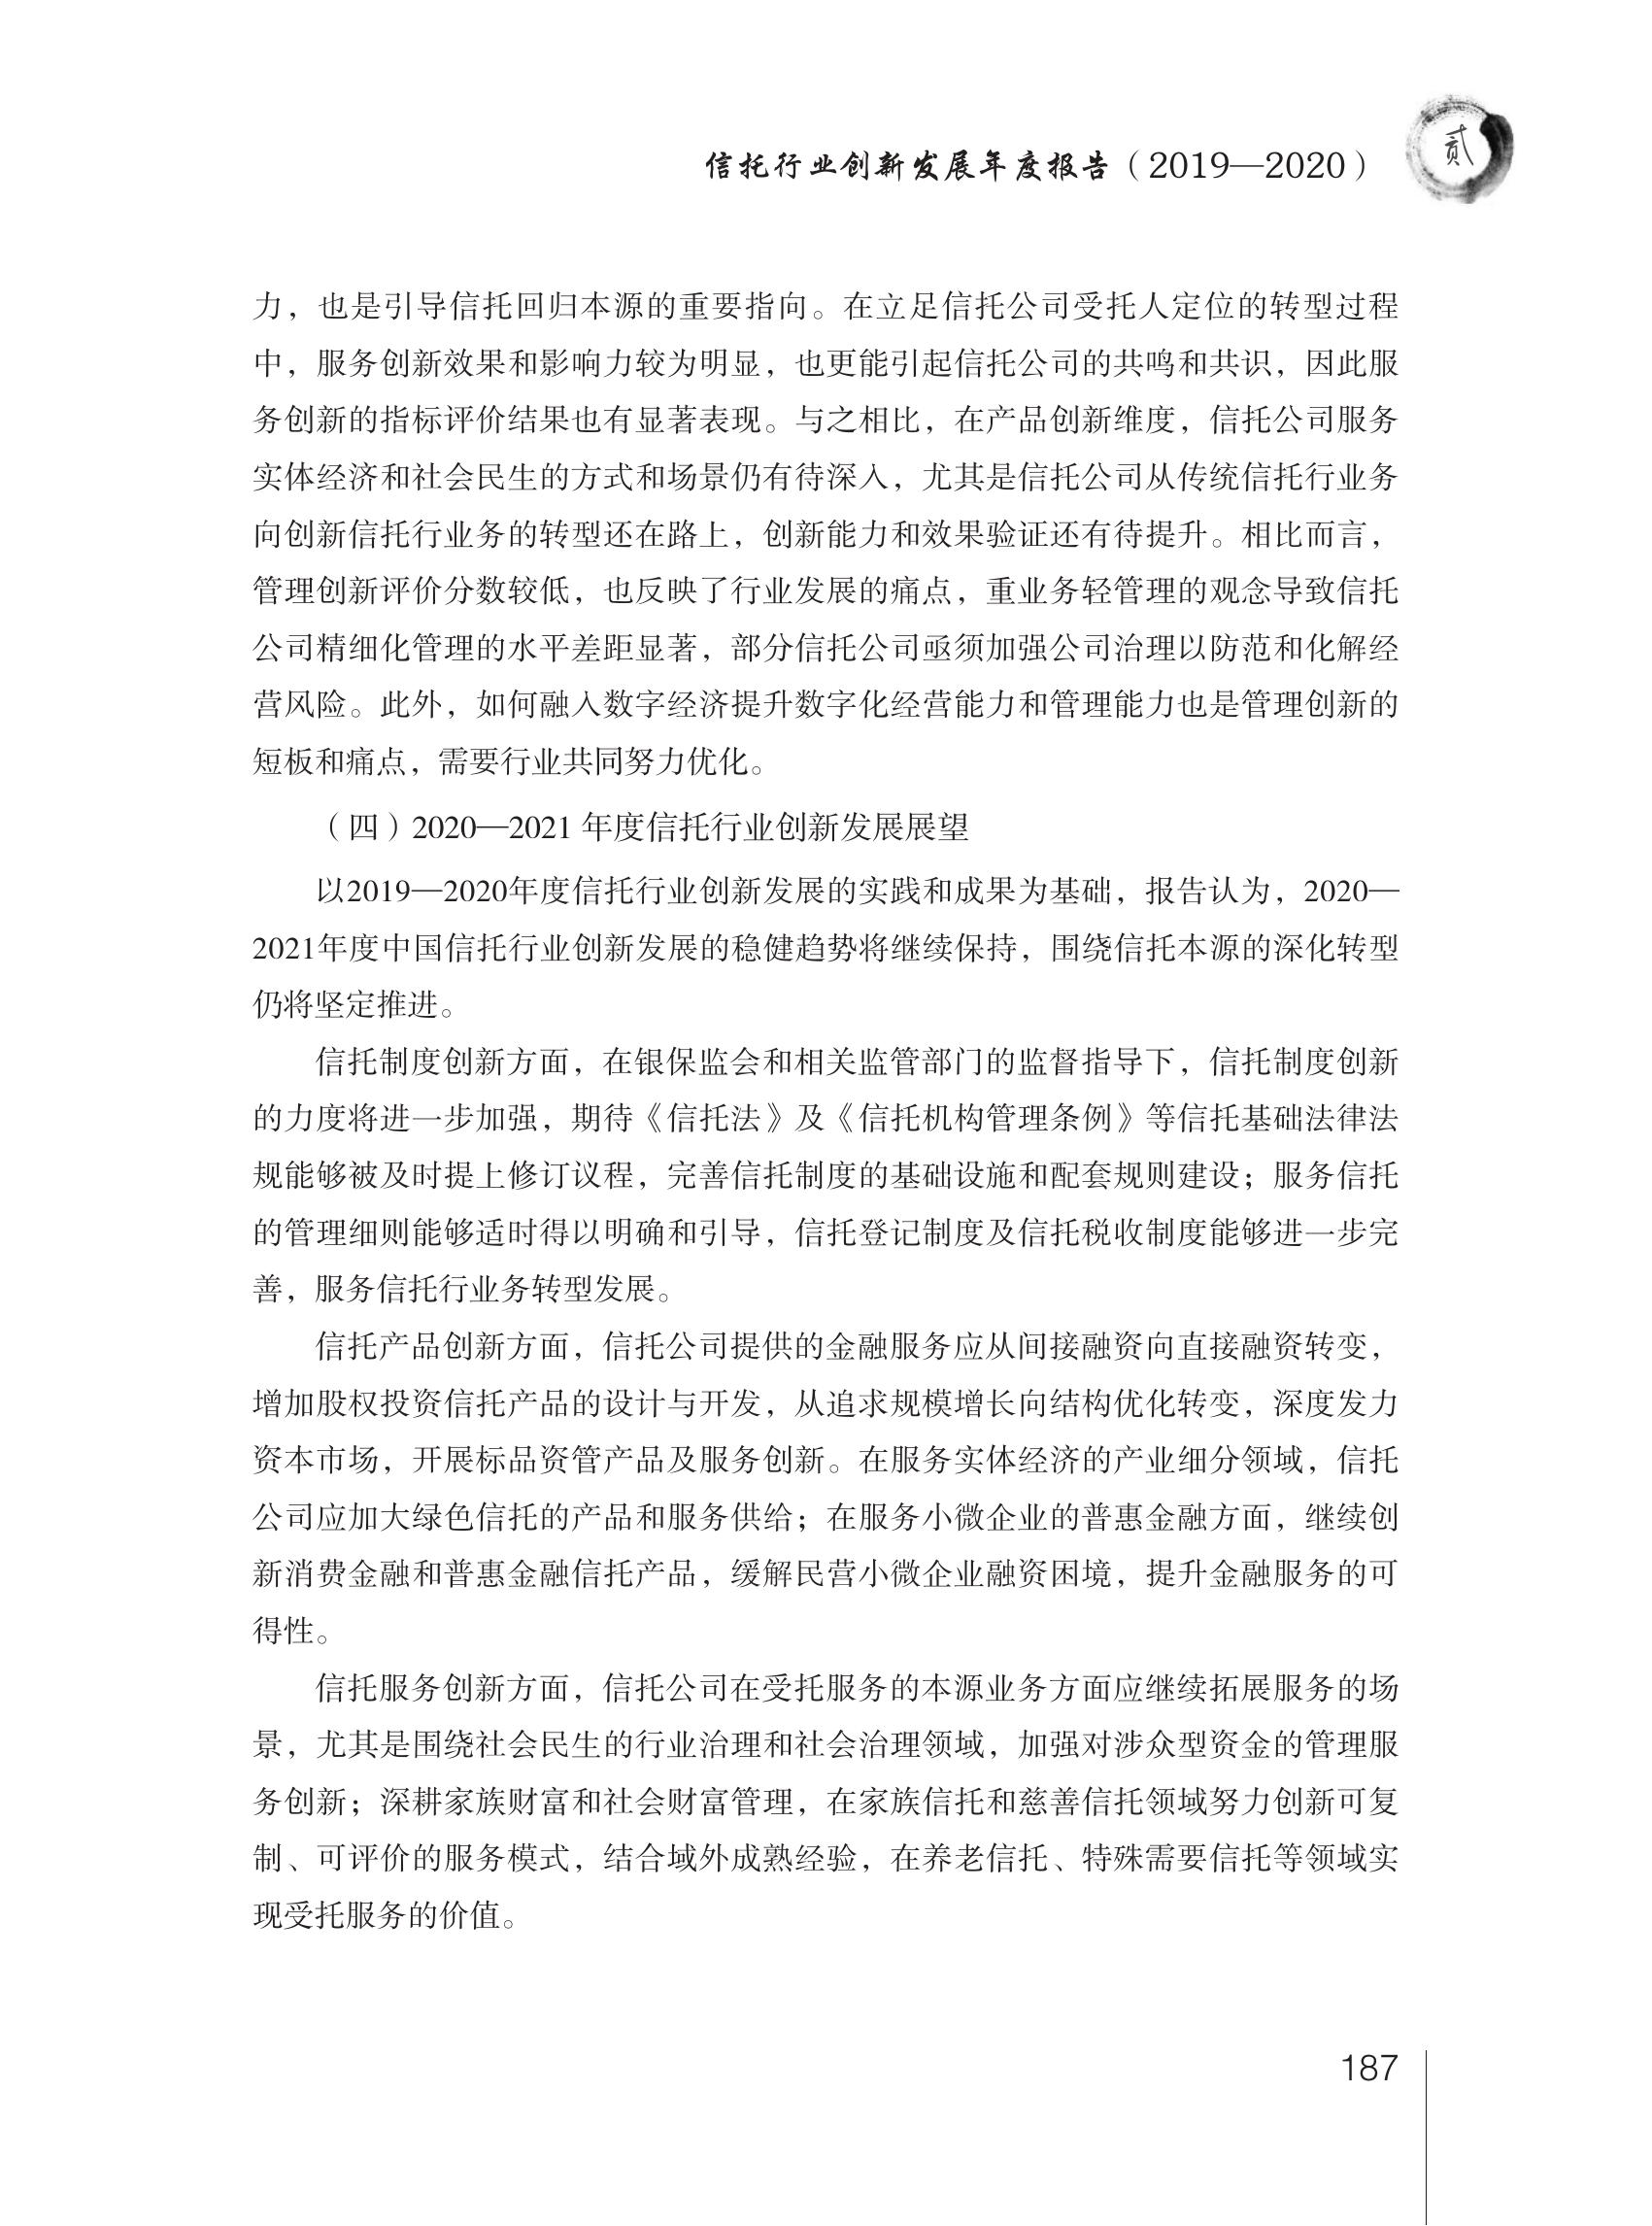 信托行业创新发展年度报告（2019—2020）
贰
力，也是引导信托回归本源的重要指向。在立足信托公司受托人定位的转型过程
中，服务创新效果和影响力较为明显，也更能引起信托公司的共鸣和共识，因此服
务创新的指标评价结果也有显著表现。与之相比，在产品创新维度，信托公司服务
实体经济和社会民生的方式和场景仍有待深入，尤其是信托公司从传统信托行业务
向创新信托行业务的转型还在路上，创新能力和效果验证还有待提升。相比而言，
管理创新评价分数较低，也反映了行业发展的痛点，重业务轻管理的观念导致信托
公司精细化管理的水平差距显著，部分信托公司亟须加强公司治理以防范和化解经
营风险。此外，如何融入数字经济提升数字化经营能力和管理能力也是管理创新的
短板和痛点，需要行业共同努力优化。
（四）2020—2021 年度信托行业创新发展展望
以2019—2020年度信托行业创新发展的实践和成果为基础，报告认为，2020—
2021年度中国信托行业创新发展的稳健趋势将继续保持，围绕信托本源的深化转型
仍将坚定推进。
信托制度创新方面，在银保监会和相关监管部门的监督指导下，信托制度创新
的力度将进一步加强，期待《信托法》及《信托机构管理条例》等信托基础法律法
规能够被及时提上修订议程，完善信托制度的基础设施和配套规则建设；服务信托
的管理细则能够适时得以明确和引导，信托登记制度及信托税收制度能够进一步完
善，服务信托行业务转型发展。
信托产品创新方面，信托公司提供的金融服务应从间接融资向直接融资转变，
增加股权投资信托产品的设计与开发，从追求规模增长向结构优化转变，深度发力
资本市场，开展标品资管产品及服务创新。在服务实体经济的产业细分领域，信托
公司应加大绿色信托的产品和服务供给；在服务小微企业的普惠金融方面，继续创
新消费金融和普惠金融信托产品，缓解民营小微企业融资困境，提升金融服务的可
得性。
信托服务创新方面，信托公司在受托服务的本源业务方面应继续拓展服务的场
景，尤其是围绕社会民生的行业治理和社会治理领域，加强对涉众型资金的管理服
务创新；深耕家族财富和社会财富管理，在家族信托和慈善信托领域努力创新可复
制、可评价的服务模式，结合域外成熟经验，在养老信托、特殊需要信托等领域实
现受托服务的价值。
187